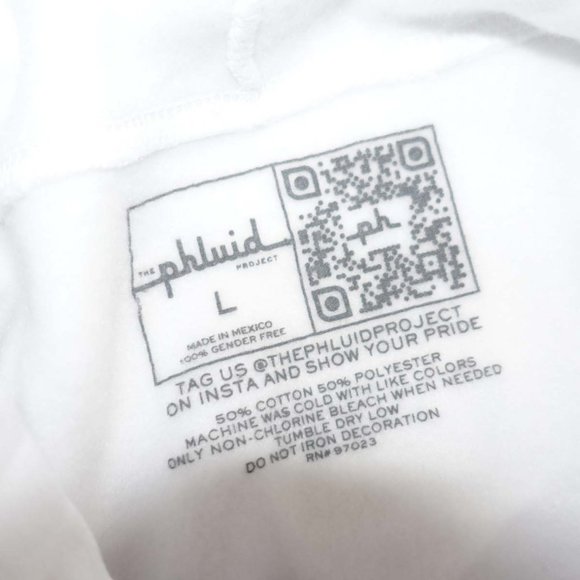 THE phluid PROJECT
ph
L
MADE IN MEXICO
100% GENDER FREE
TAG US @THEPHLUIDPROJECT
ON INSTA AND SHOW YOUR PRIDE
50% COTTON 50% POLYESTER
MACHINE WAS COLD WITH LIKE COLORS
ONLY NON-CHLORINE BLEACH WHEN NEEDED
TUMBLE DRY LOW
DO NOT IRON DECORATION
RN# 97023